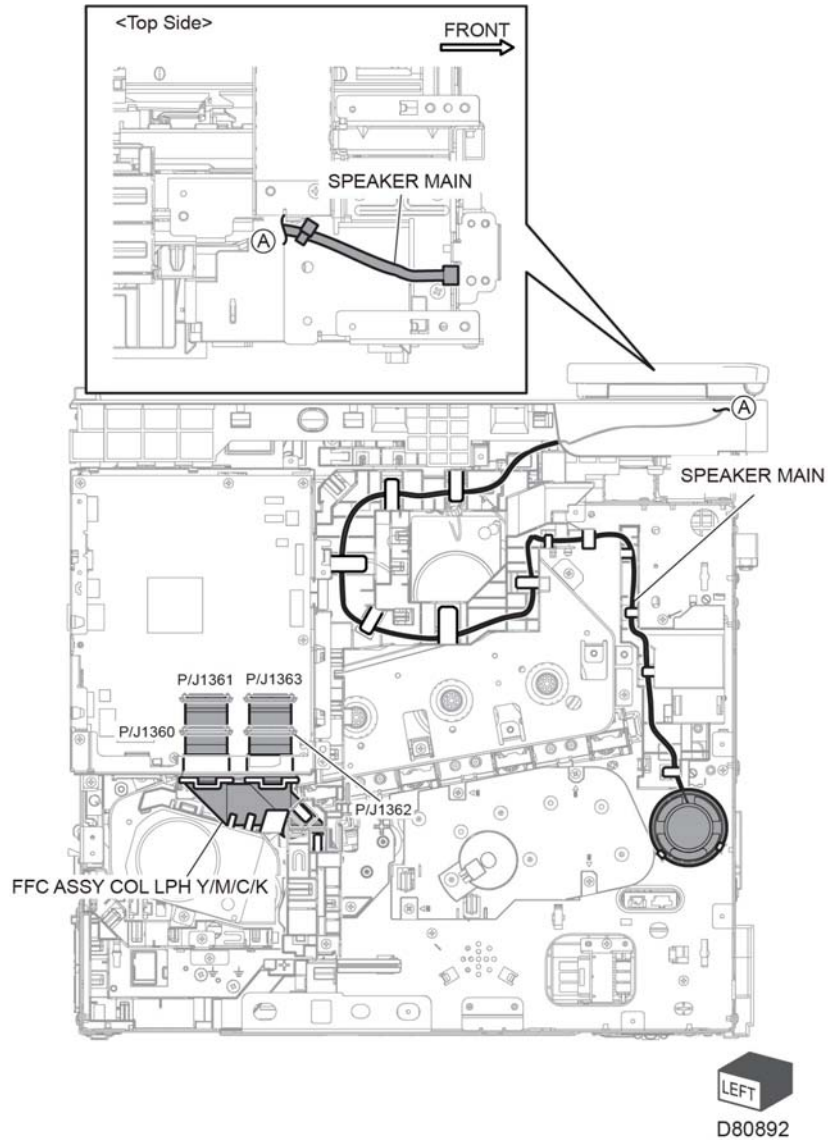 <Top Side>
FRONT
SPEAKER MAIN
A
A
SPEAKER MAIN
P/J1361 P/J1363
P/J1360
P/J1362
FFC ASSY COL LPH Y/M/C/K
LEFT
D80892